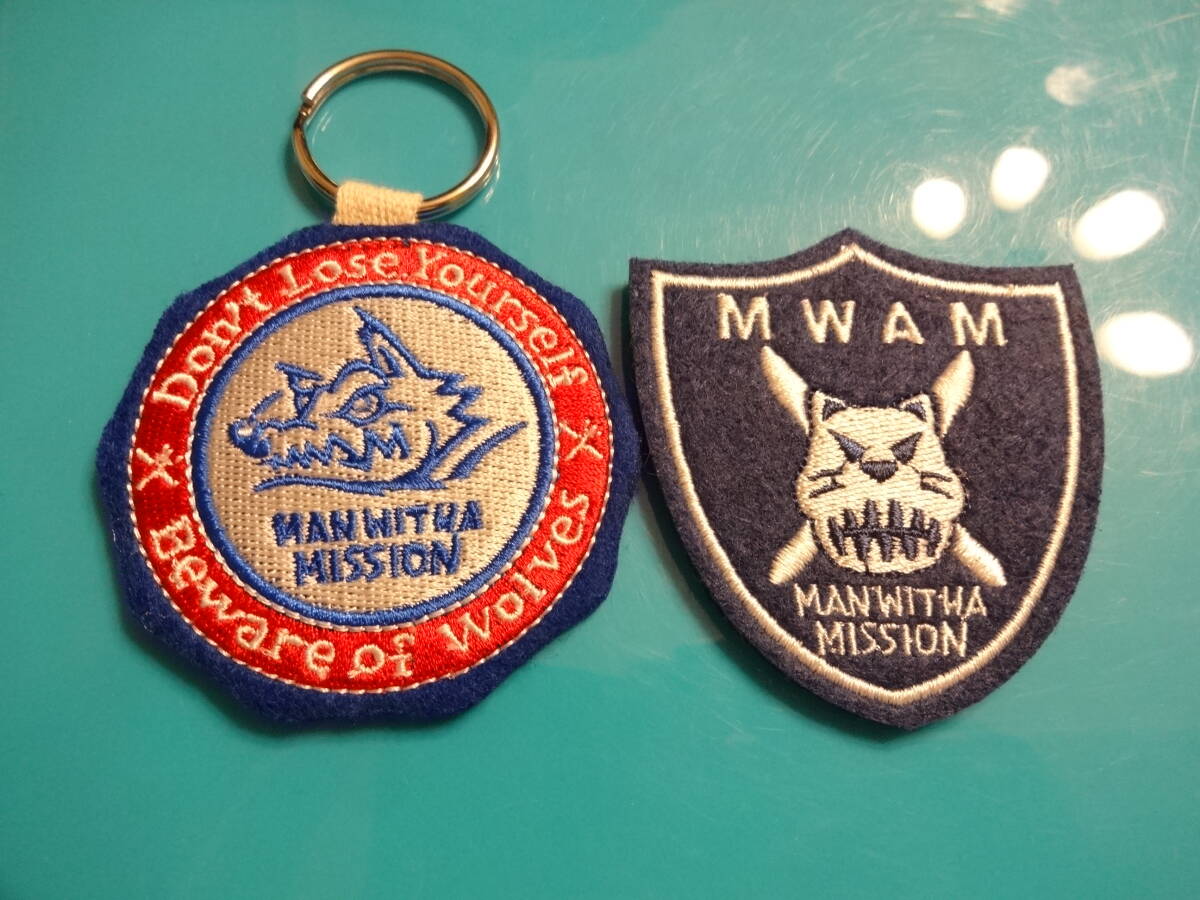 Don't Lose Yourself
MAN WITH A
MISSION
Beware of Wolves
MWAM
MAN WITH A
MISSION